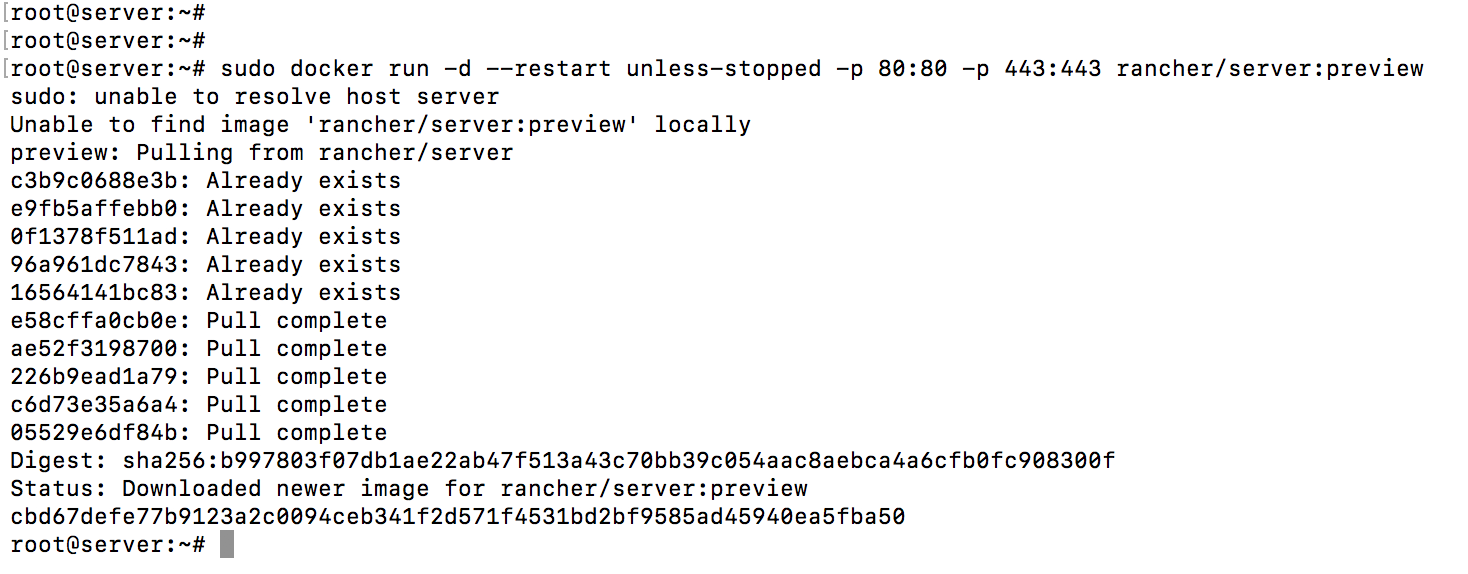 [root@server:~#
[root@server:~#
[root@server:~# sudo docker run -d --restart unless-stopped -p 80:80 -p 443:443 rancher/server:preview
sudo: unable to resolve host server
Unable to find image 'rancher/server:preview' locally
preview: Pulling from rancher/server
c3b9c0688e3b: Already exists
e9fb5affebb0: Already exists
0f1378f511ad: Already exists
96a961dc7843: Already exists
16564141bc83: Already exists
e58cffa0cb0e: Pull complete
ae52f3198700: Pull complete
226b9ead1a79: Pull complete
c6d73e35a6a4: Pull complete
05529e6df84b: Pull complete
Digest: sha256:b997803f07db1ae22ab47f513a43c70bb39c054aac8aebca4a6cfb0fc908300f
Status: Downloaded newer image for rancher/server:preview
cbd67defe77b9123a2c0094ceb341f2d571f4531bd2bf9585ad45940ea5fba50
root@server:~#